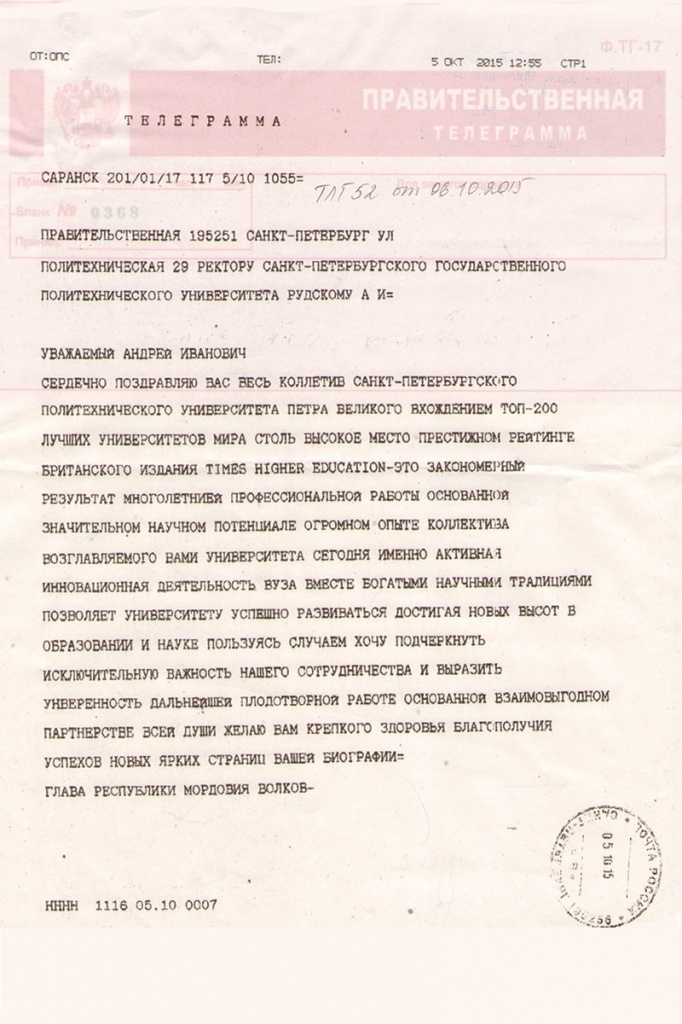 ОТ:ОПС ТЕЛ: 5 ОКТ 2015 12:55 СТР1
Ф.ТГ-17
ПРАВИТЕЛЬСТВЕННАЯ
ТЕЛЕГРАММА
ТЕЛЕГРАММА
САРАНСК 201/01/17 117 5/10 1055=
ТЛГ52 от 06.10.2015
Бланк № 0368
ПРАВИТЕЛЬСТВЕННАЯ 195251 САНКТ-ПЕТЕРБУРГ УЛ
ПОЛИТЕХНИЧЕСКАЯ 29 РЕКТОРУ САНКТ-ПЕТЕРБУРГСКОГО ГОСУДАРСТВЕННОГО
ПОЛИТЕХНИЧЕСКОГО УНИВЕРСИТЕТА РУДСКОМУ А И=
УВАЖАЕМЫЙ АНДРЕЙ ИВАНОВИЧ
СЕРДЕЧНО ПОЗДРАВЛЯЮ ВАС ВЕСЬ КОЛЛЕТИВ САНКТ-ПЕТЕРБУРГСКОГО
ПОЛИТЕХНИЧЕСКОГО УНИВЕРСИТЕТА ПЕТРА ВЕЛИКОГО ВХОЖДЕНИЕМ ТОП-200
ЛУЧШИХ УНИВЕРСИТЕТОВ МИРА СТОЛЬ ВЫСОКОЕ МЕСТО ПРЕСТИЖНОМ РЕЙТИНГЕ
БРИТАНСКОГО ИЗДАНИЯ TIMES HIGHER EDUCATION-ЭТО ЗАКОНОМЕРНЫЙ
РЕЗУЛЬТАТ МНОГОЛЕТНИЕЙ ПРОФЕССИОНАЛЬНОЙ РАБОТЫ ОСНОВАННОЙ
ЗНАЧИТЕЛЬНОМ НАУЧНОМ ПОТЕНЦИАЛЕ ОГРОМНОМ ОПЫТЕ КОЛЛЕКТИВА
ВОЗГЛАВЛЯЕМОГО ВАМИ УНИВЕРСИТЕТА СЕГОДНЯ ИМЕННО АКТИВНАЯ
ИННОВАЦИОННАЯ ДЕЯТЕЛЬНОСТЬ ВУЗА ВМЕСТЕ БОГАТЫМИ НАУЧНЫМИ ТРАДИЦИЯМИ
ПОЗВОЛЯЕТ УНИВЕРСИТЕТУ УСПЕШНО РАЗВИВАТЬСЯ ДОСТИГАЯ НОВЫХ ВЫСОТ В
ОБРАЗОВАНИИ И НАУКЕ ПОЛЬЗУЯСЬ СЛУЧАЕМ ХОЧУ ПОДЧЕРКНУТЬ
ИСКЛЮЧИТЕЛЬНУЮ ВАЖНОСТЬ НАШЕГО СОТРУДНИЧЕСТВА И ВЫРАЗИТЬ
УНВЕРЕННОСТЬ ДАЛЬНЕЙШЕЙ ПЛОДОТВОРНОЙ РАБОТЕ ОСНОВАННОЙ ВЗАИМОВЫГОДНОМ
ПАРТНЕРСТВЕ ВСЕЙ ДУШИ ЖЕЛАЮ ВАМ КРЕПКОГО ЗДОРОВЬЯ БЛАГОПОЛУЧИЯ
УСПЕХОВ НОВЫХ ЯРКИХ СТРАНИЦ ВАШЕЙ БИОГРАФИИ=
ГЛАВА РЕСПУБЛИКИ МОРДОВИЯ ВОЛКОВ-
НННН 1116 05.10 0007
ПОЧТА РОССИИ
05 10 15